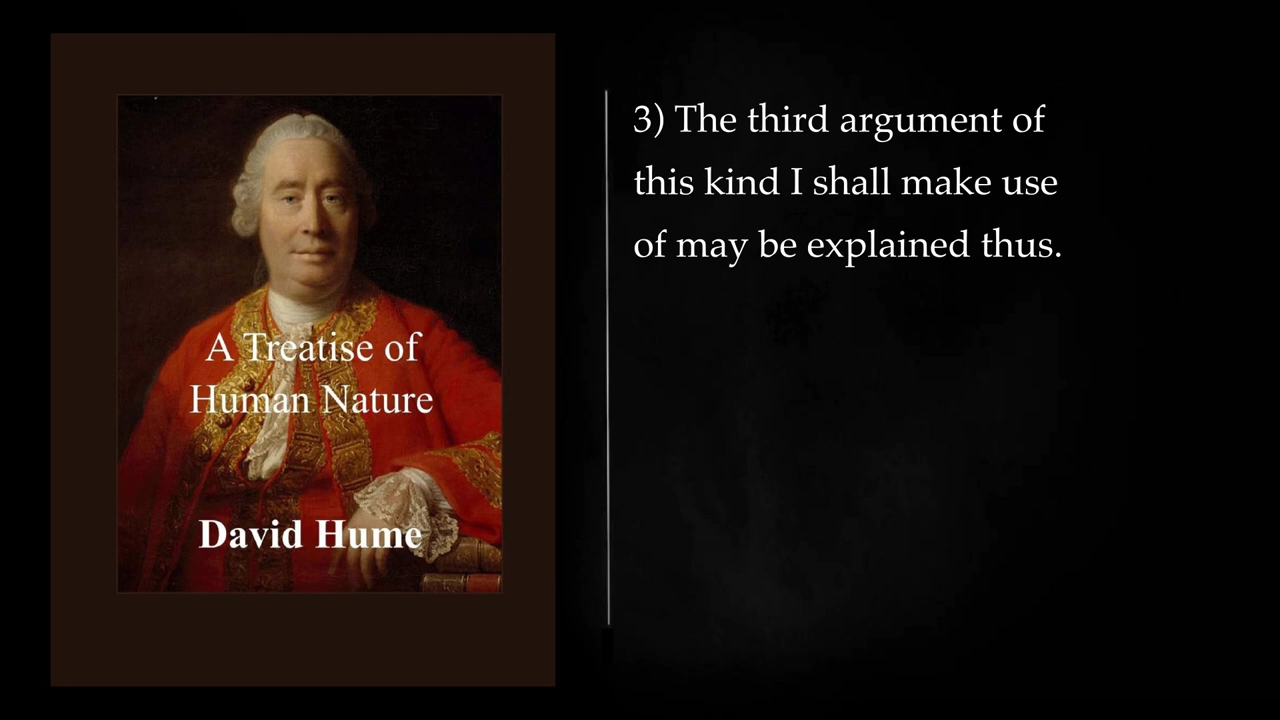 A Treatise of
Human Nature
David Hume
3) The third argument of
this kind I shall make use
of may be explained thus.